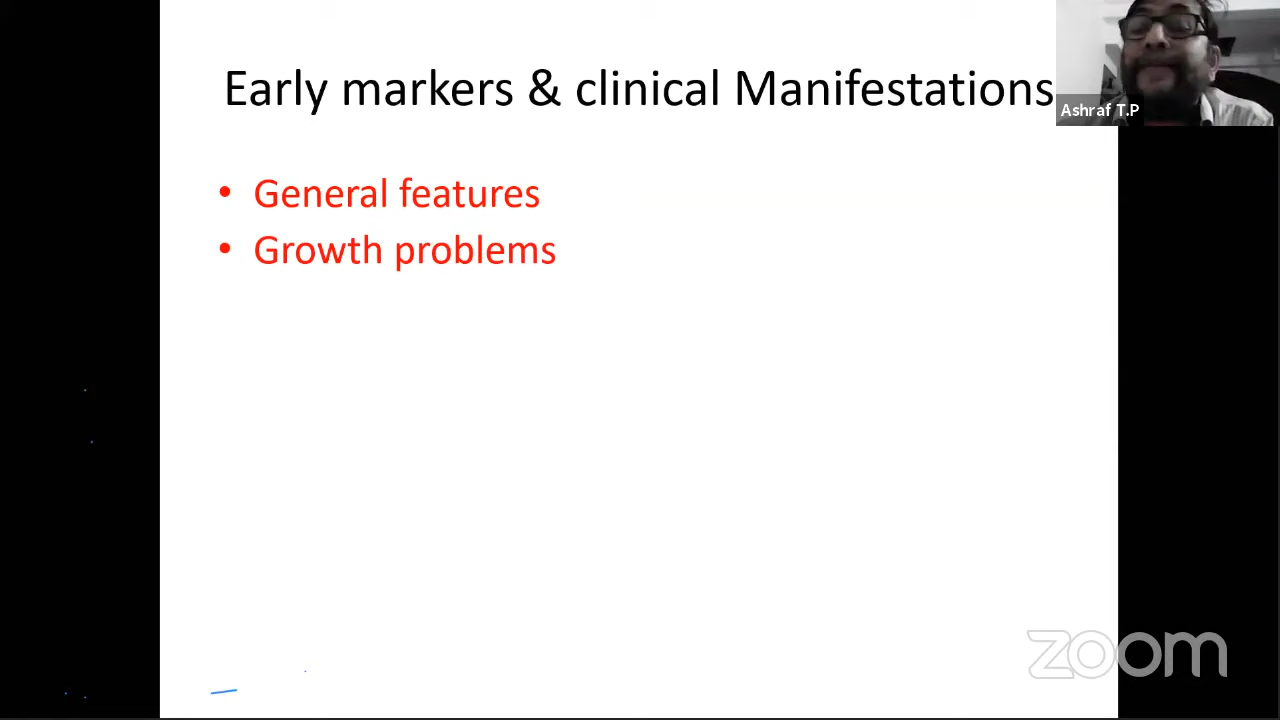 Early markers & clinical Manifestations
Ashraf T.P
• General features
• Growth problems
zoom